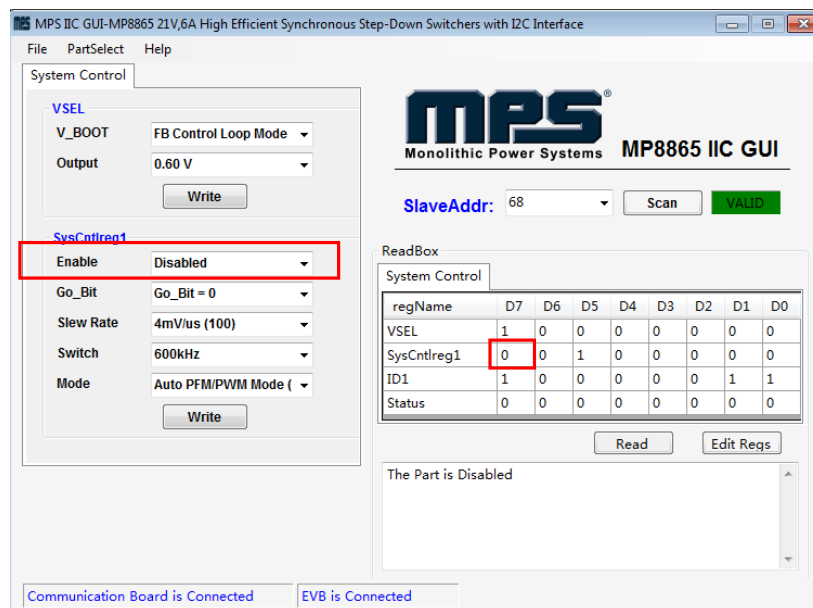 MPS IIC GUI-MP8865 21V,6A High Efficient Synchronous Step-Down Switchers with I2C Interface
File PartSelect Help
System Control
VSEL
V_BOOT FB Control Loop Mode
Output 0.60 V
Write
SysCntlreg1
Enable Disabled
Go_Bit Go_Bit = 0
Slew Rate 4mV/us (100)
Switch 600kHz
Mode Auto PFM/PWM Mode (
Write
mps®
Monolithic Power Systems MP8865 IIC GUI
SlaveAddr: 68 Scan VALID
ReadBox
System Control
regName D7 D6 D5 D4 D3 D2 D1 D0
VSEL 1 0 0 0 0 0 0 0
SysCntlreg1 0 0 1 0 0 0 0 0
ID1 1 0 0 0 0 0 1 1
Status 0 0 0 0 0 0 0 0
Read Edit Regs
The Part is Disabled
Communication Board is Connected EVB is Connected